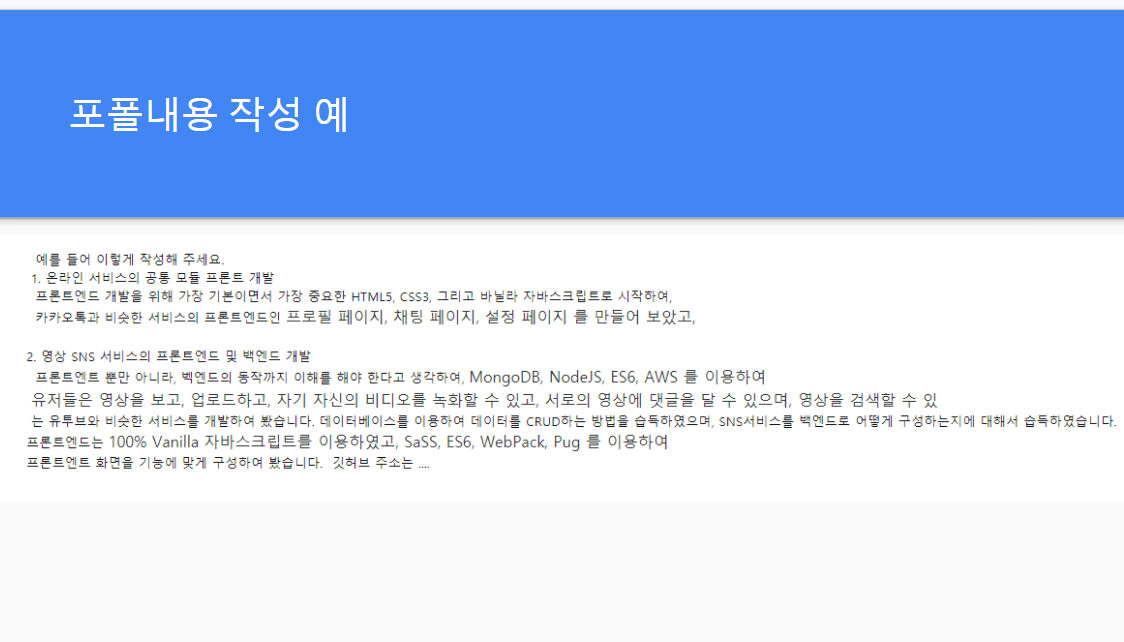 포폴내용 작성 예
예를 들어 이렇게 작성해 주세요.
1. 온라인 서비스의 공통 모듈 프론트 개발
프론트엔드 개발을 위해 가장 기본이면서 가장 중요한 HTML5, CSS3, 그리고 바닐라 자바스크립트로 시작하여,
카카오톡과 비슷한 서비스의 프론트엔드인 프로필 페이지, 채팅 페이지, 설정 페이지 를 만들어 보았고,
2. 영상 SNS 서비스의 프론트엔드 및 백엔드 개발
프론트엔트 뿐만 아니라, 벡엔드의 동작까지 이해를 해야 한다고 생각하여, MongoDB, NodeJS, ES6, AWS 를 이용하여
유저들은 영상을 보고, 업로드하고, 자기 자신의 비디오를 녹화할 수 있고, 서로의 영상에 댓글을 달 수 있으며, 영상을 검색할 수 있
는 유투브와 비슷한 서비스를 개발하여 봤습니다. 데이터베이스를 이용하여 데이터를 CRUD하는 방법을 습득하였으며, SNS서비스를 백엔드로 어떻게 구성하는지에 대해서 습득하였습니다.
프론트엔드는 100% Vanilla 자바스크립트를 이용하였고, SaSS, ES6, WebPack, Pug 를 이용하여
프론트엔트 화면을 기능에 맞게 구성하여 봤습니다. 깃허브 주소는 ....